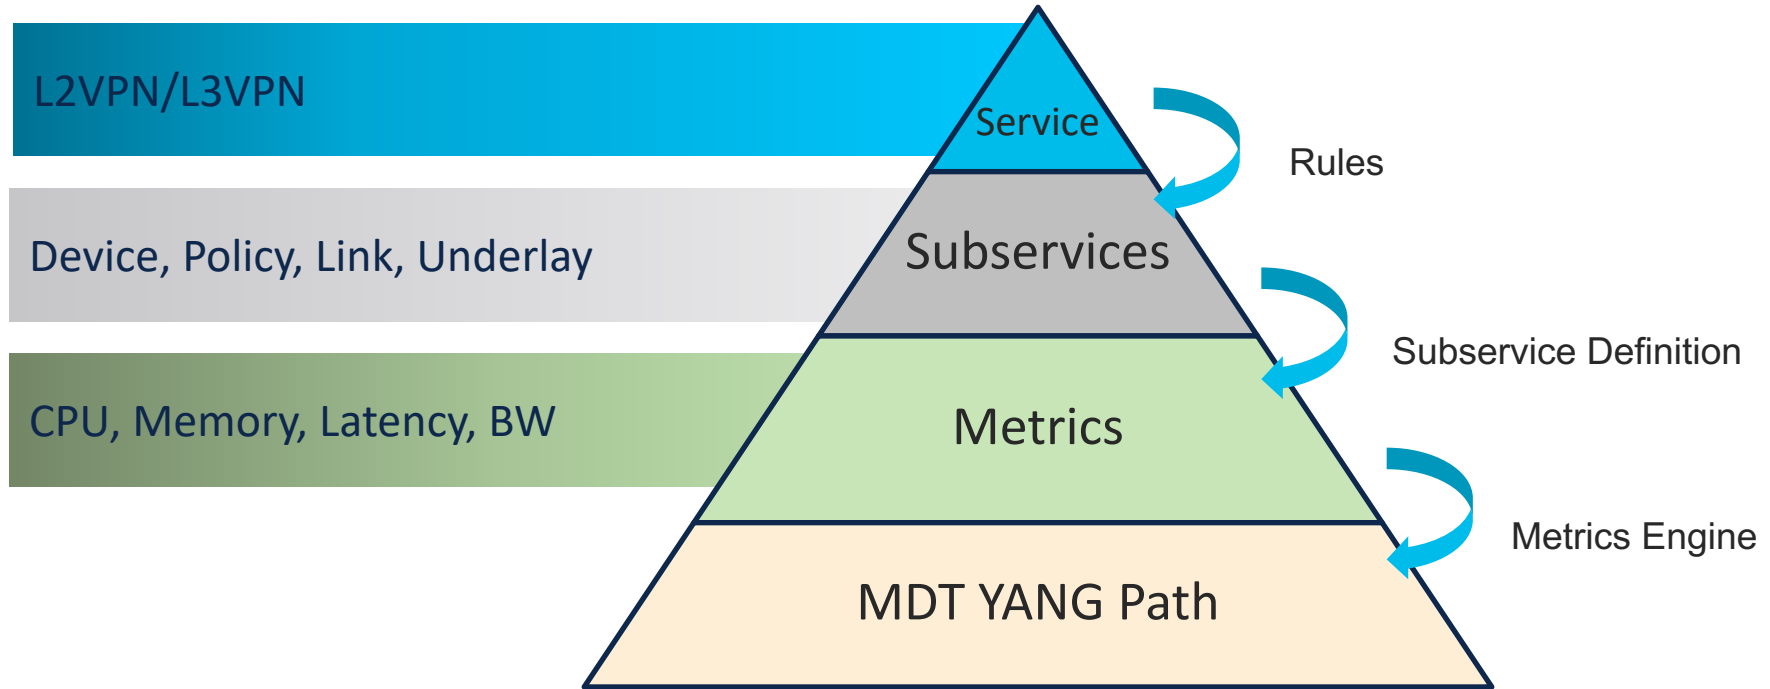 L2VPN/L3VPN
Service
Rules
Device, Policy, Link, Underlay
Subservices
Subservice Definition
CPU, Memory, Latency, BW
Metrics
Metrics Engine
MDT YANG Path